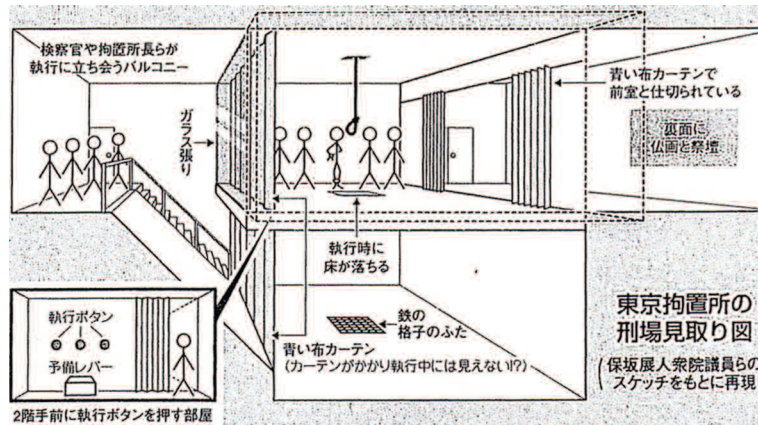 検察官や拘置所長らが
執行に立ち会うバルコニー
ガラス張り
青い布カーテンで
前室と仕切られている
裏面に
仏画と祭壇
執行時に
床が落ちる
鉄の
格子のふた
青い布カーテン
(カーテンがかかり執行中には見えない!?)
執行ボタン
予備レバー
2階手前に執行ボタンを押す部屋
東京拘置所の
刑場見取り図
(保坂展人衆院議員らの
スケッチをもとに再現